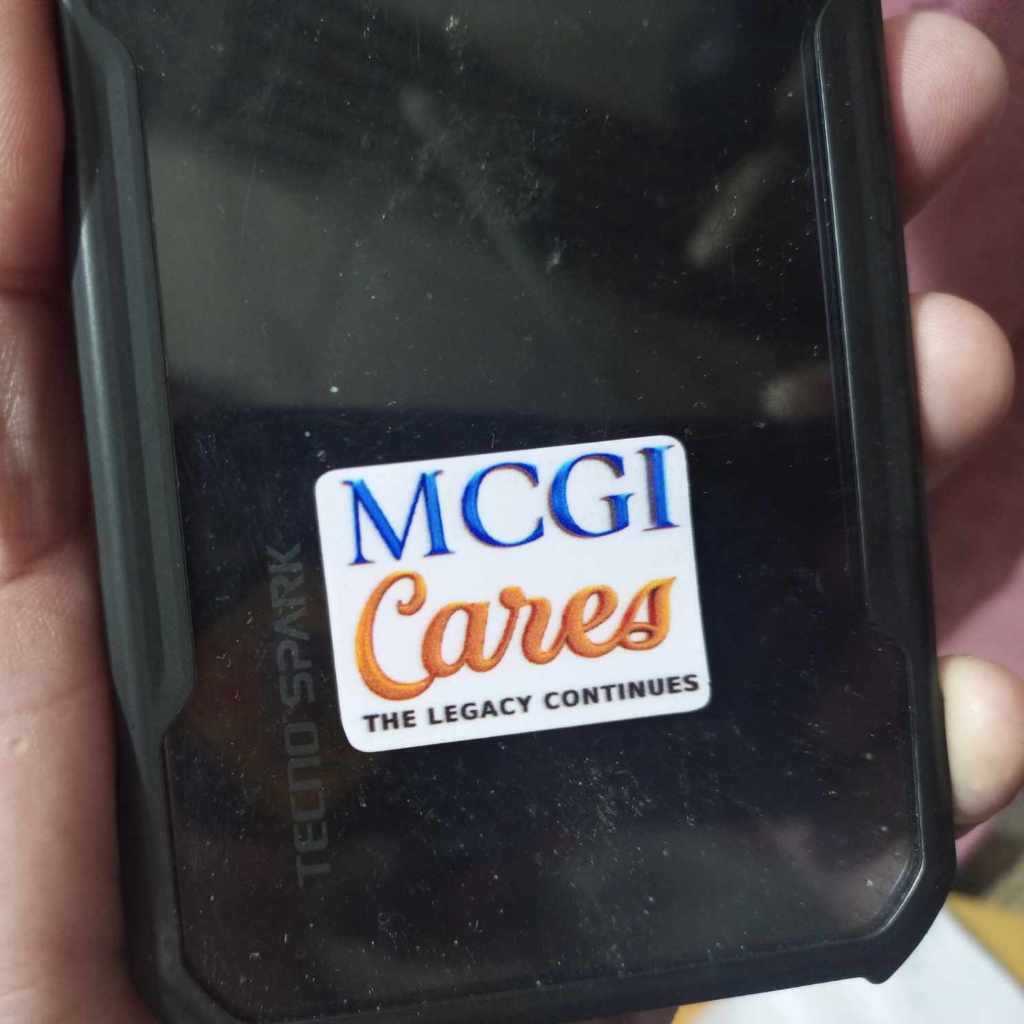 MCGI
Cares
THE LEGACY CONTINUES
TECNO SPARK